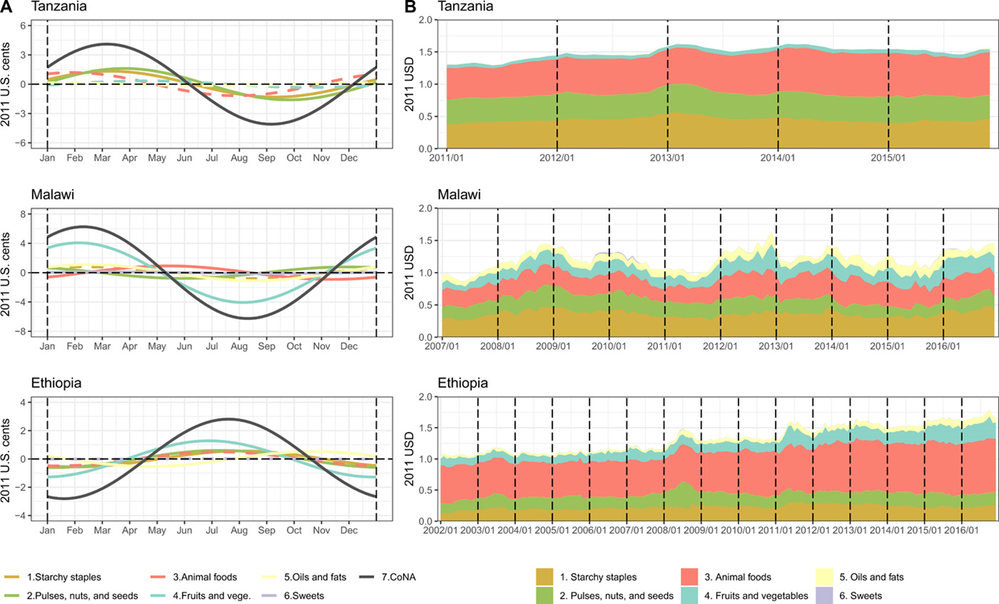 A
Tanzania
2011 U.S. cents
6
3
0
−3
−6
Jan Feb Mar Apr May Jun Jul Aug Sep Oct Nov Dec
Malawi
2011 U.S. cents
8
4
0
−4
−8
Jan Feb Mar Apr May Jun Jul Aug Sep Oct Nov Dec
Ethiopia
2011 U.S. cents
4
2
0
−2
−4
Jan Feb Mar Apr May Jun Jul Aug Sep Oct Nov Dec
1.Starchy staples 3.Animal foods 5.Oils and fats 7.CoNA
2.Pulses, nuts, and seeds 4.Fruits and vege. 6.Sweets
B
Tanzania
2011 USD
2.0
1.5
1.0
0.5
0.0
2011/01 2012/01 2013/01 2014/01 2015/01
Malawi
2011 USD
2.0
1.5
1.0
0.5
0.0
2007/01 2008/01 2009/01 2010/01 2011/01 2012/01 2013/01 2014/01 2015/01 2016/01
Ethiopia
2011 USD
2.0
1.5
1.0
0.5
0.0
2002/01 2003/01 2004/01 2005/01 2006/01 2007/01 2008/01 2009/01 2010/01 2011/01 2012/01 2013/01 2014/01 2015/01 2016/01
1. Starchy staples 3. Animal foods 5. Oils and fats
2. Pulses, nuts, and seeds 4. Fruits and vegetables 6. Sweets